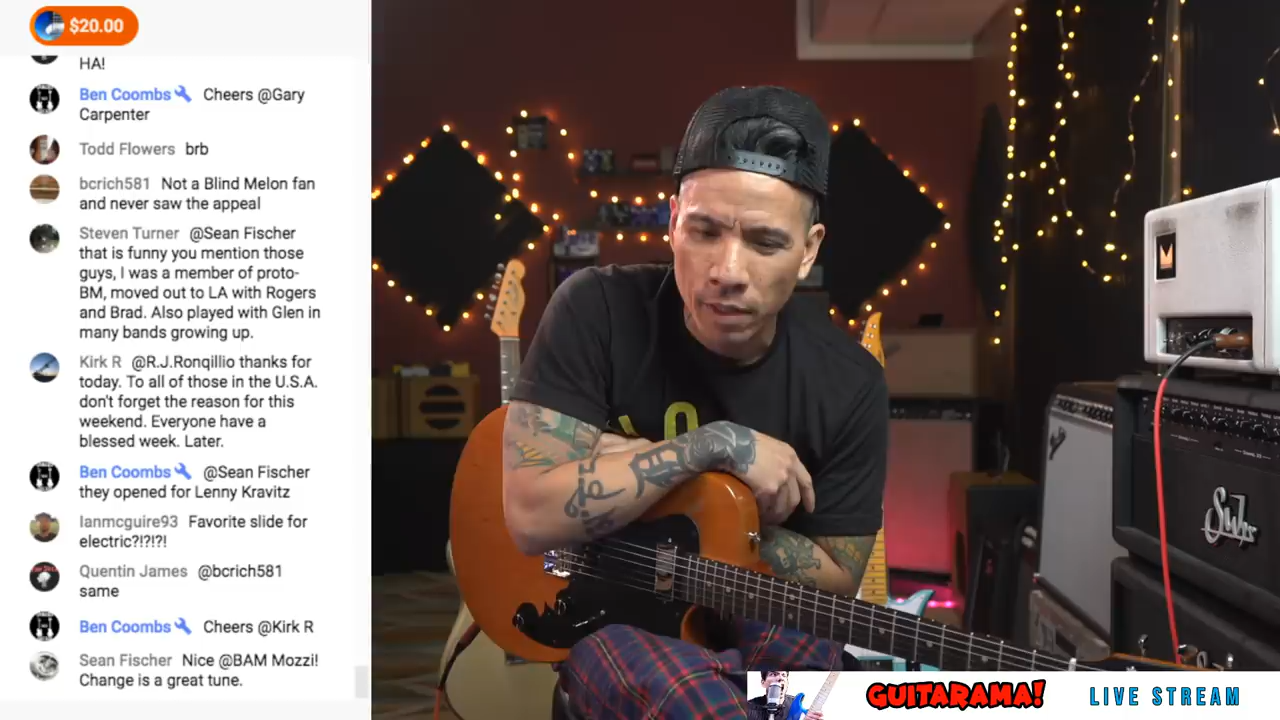 $20.00
HA!
Ben Coombs Cheers @Gary
Carpenter
Todd Flowers brb
bcrich581 Not a Blind Melon fan
and never saw the appeal
Steven Turner @Sean Fischer
that is funny you mention those
guys, I was a member of proto-
BM, moved out to LA with Rogers
and Brad. Also played with Glen in
many bands growing up.
Kirk R @R.J.Ronqillio thanks for
today. To all of those in the U.S.A.
don't forget the reason for this
weekend. Everyone have a
blessed week. Later.
Ben Coombs @Sean Fischer
they opened for Lenny Kravitz
Ianmcguire93 Favorite slide for
electric?!?!?!
Quentin James @bcrich581
same
Ben Coombs Cheers @Kirk R
Sean Fischer Nice @BAM Mozzi!
Change is a great tune.
Suhr
GUITARAMA!
LIVE STREAM